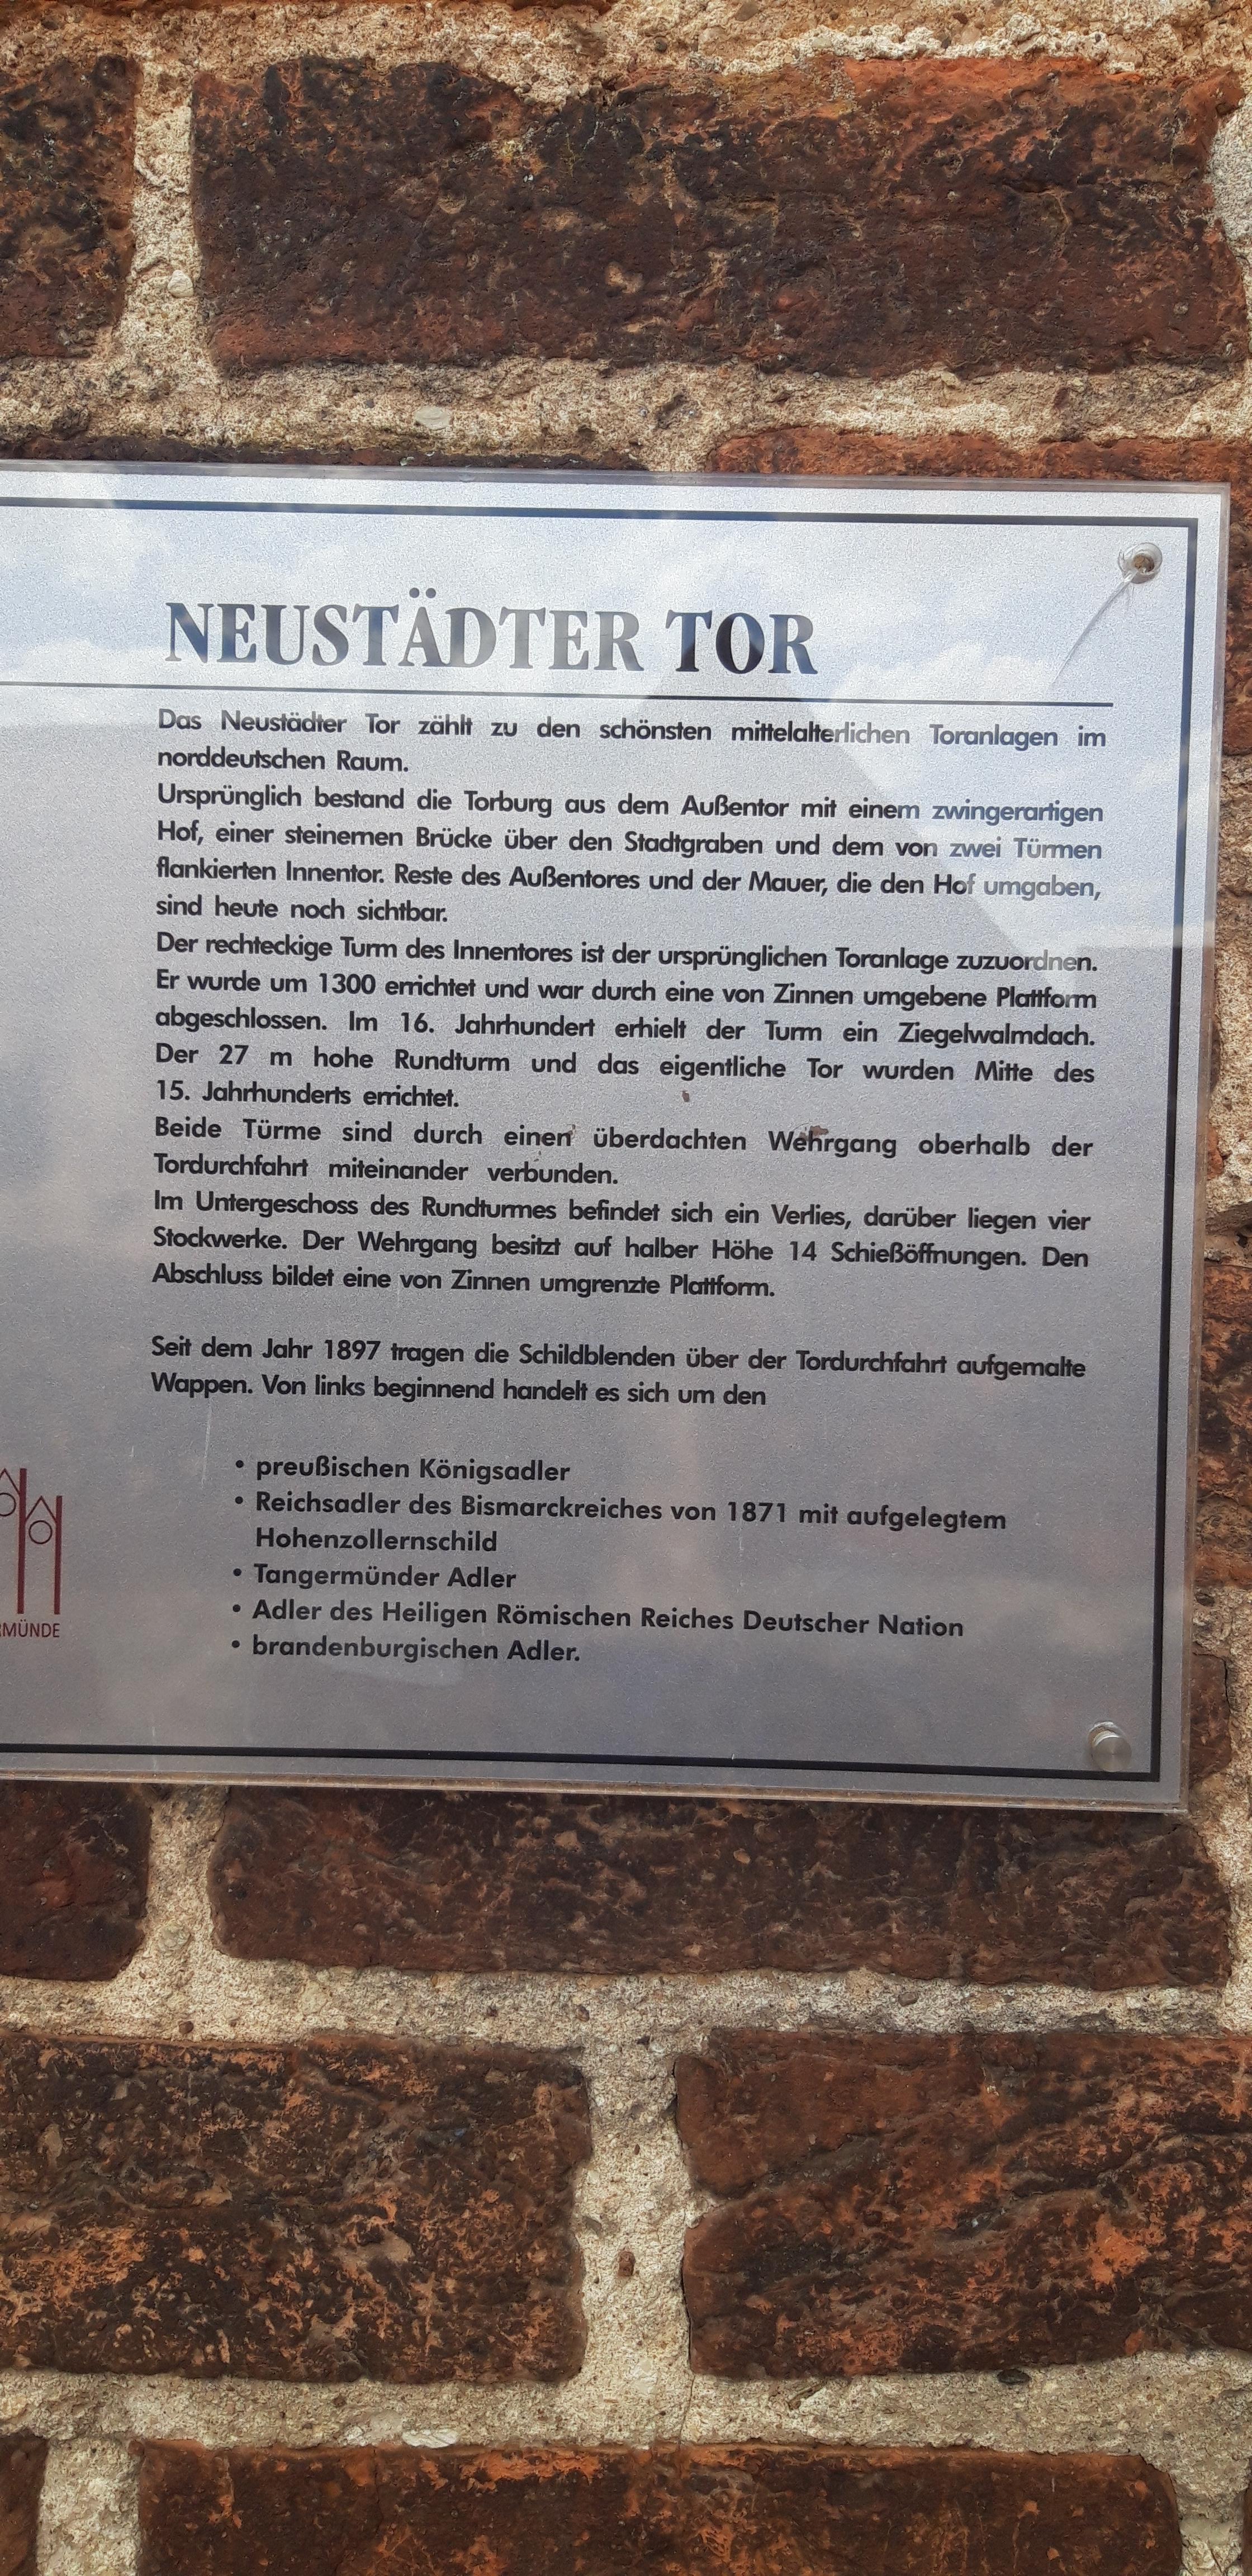 NEUSTÄDTER TOR
Das Neustädter Tor zählt zu den schönsten mittelalterlichen Toranlagen im
norddeutschen Raum.
Ursprünglich bestand die Torburg aus dem Außentor mit einem zwingerartigen
Hof, einer steinernen Brücke über den Stadtgraben und dem von zwei Türmen
flankierten Innentor. Reste des Außentores und der Mauer, die den Hof umgaben,
sind heute noch sichtbar.
Der rechteckige Turm des Innentores ist der ursprünglichen Toranlage zuzuordnen.
Er wurde um 1300 errichtet und war durch eine von Zinnen umgebene Plattform
abgeschlossen. Im 16. Jahrhundert erhielt der Turm ein Ziegelwalmdach.
Der 27 m hohe Rundturm und das eigentliche Tor wurden Mitte des
15. Jahrhunderts errichtet.
Beide Türme sind durch einen überdachten Wehrgang oberhalb der
Tordurchfahrt miteinander verbunden.
Im Untergeschoss des Rundturmes befindet sich ein Verlies, darüber liegen vier
Stockwerke. Der Wehrgang besitzt auf halber Höhe 14 Schießöffnungen. Den
Abschluss bildet eine von Zinnen umgrenzte Plattform.
Seit dem Jahr 1897 tragen die Schildblenden über der Tordurchfahrt aufgemalte
Wappen. Von links beginnend handelt es sich um den
• preußischen Königsadler
• Reichsadler des Bismarckreiches von 1871 mit aufgelegtem
Hohenzollernschild
• Tangermünder Adler
• Adler des Heiligen Römischen Reiches Deutscher Nation
• brandenburgischen Adler.
RMÜNDE